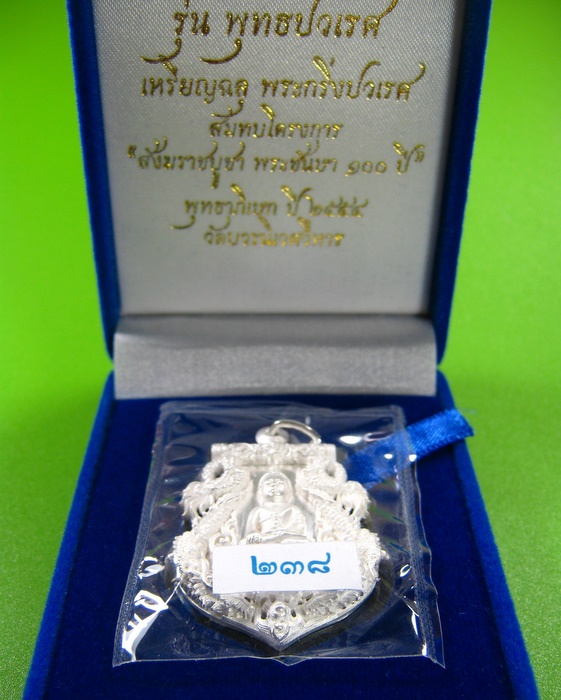 รุ่น พุทธปวเรศ
เหรียญฉลุ พระกริ่งปวเรศ
สมทบโครงการ
“สังฆราชบูชา พระชันษา ๑๐๐ ปี”
พุทธาภิเษก ปี ๒๕๕๔
วัดบวรนิเวศวิหาร
๒๓๘